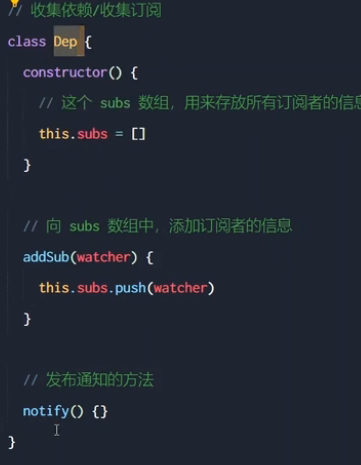 // 收集依赖/收集订阅
class Dep {
constructor() {
// 这个 subs 数组，用来存放所有订阅者的信息
this.subs = []
}
// 向 subs 数组中，添加订阅者的信息
addSub(watcher) {
this.subs.push(watcher)
}
// 发布通知的方法
notify() {}
}